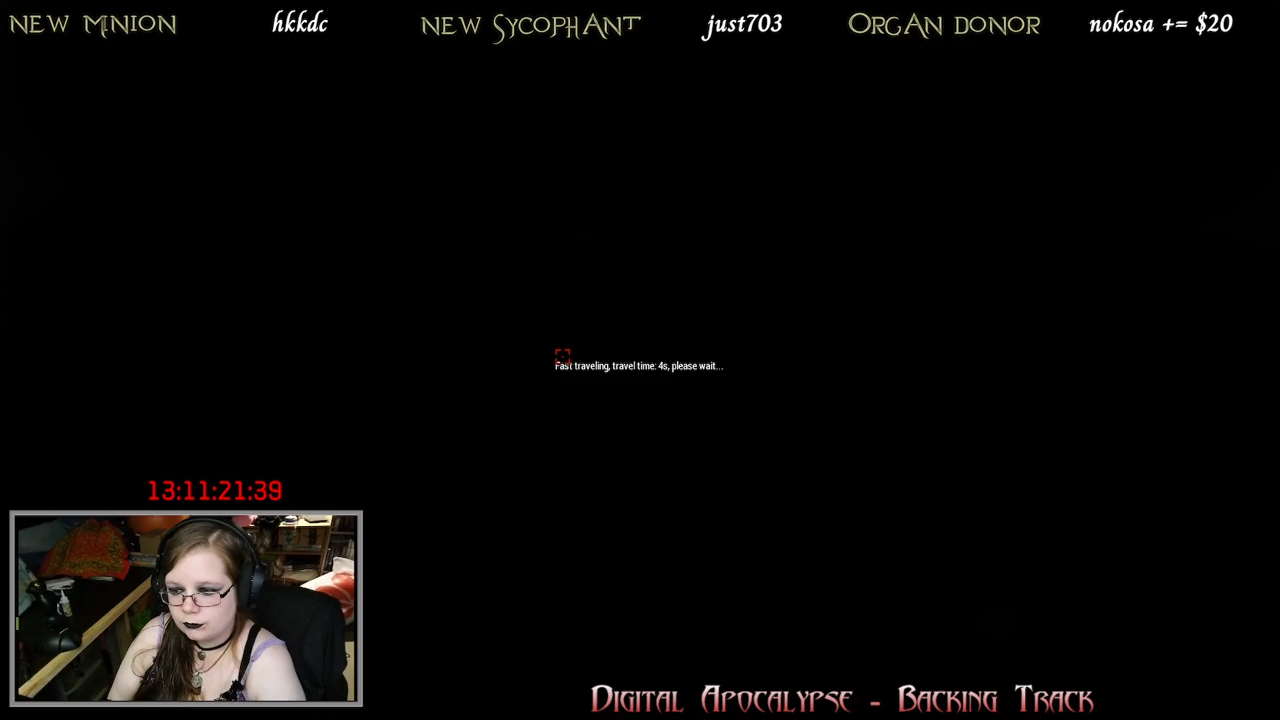 NEW MINION hkkdc NEW SYCOPHANT just703 ORGAN DONOR nokosa += $20
Fast traveling, travel time: 4s, please wait...
13:11:21:39
DIGITAL APOCALYPSE - BACKING TRACK